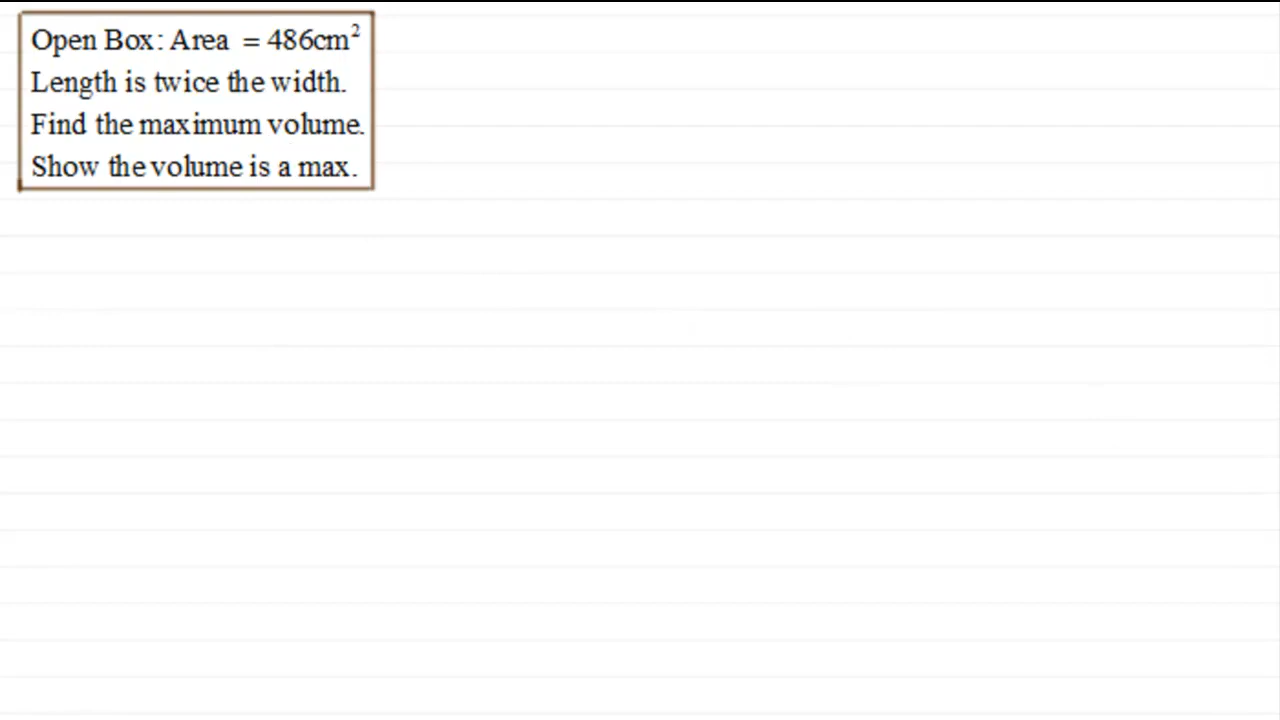 Open Box: Area = 486cm²
Length is twice the width.
Find the maximum volume.
Show the volume is a max.